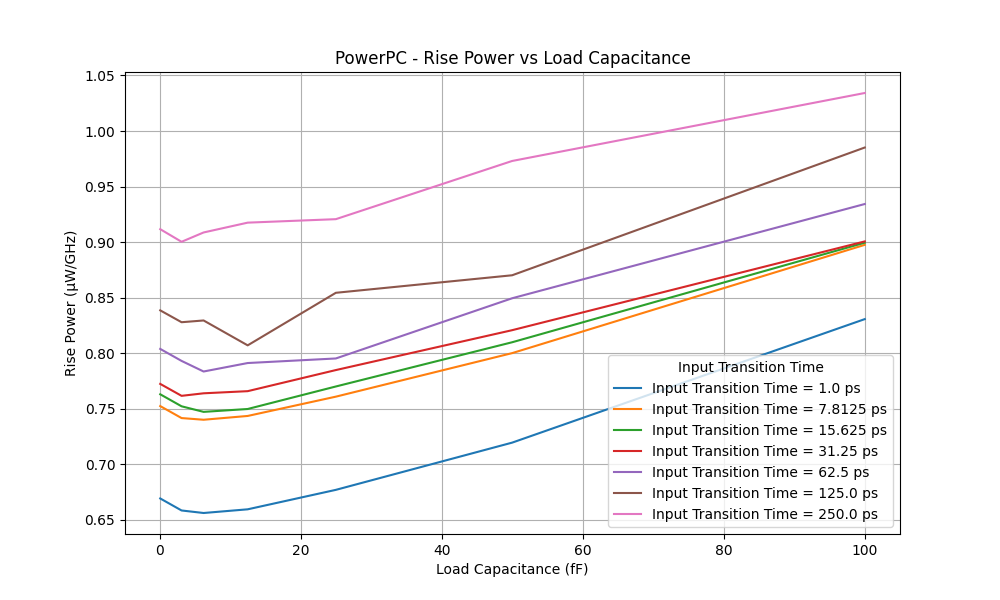 PowerPC - Rise Power vs Load Capacitance
Rise Power (µW/GHz)
1.05
1.00
0.95
0.90
0.85
0.80
0.75
0.70
0.65
Input Transition Time
Input Transition Time = 1.0 ps
Input Transition Time = 7.8125 ps
Input Transition Time = 15.625 ps
Input Transition Time = 31.25 ps
Input Transition Time = 62.5 ps
Input Transition Time = 125.0 ps
Input Transition Time = 250.0 ps
0 20 40 60 80 100
Load Capacitance (fF)